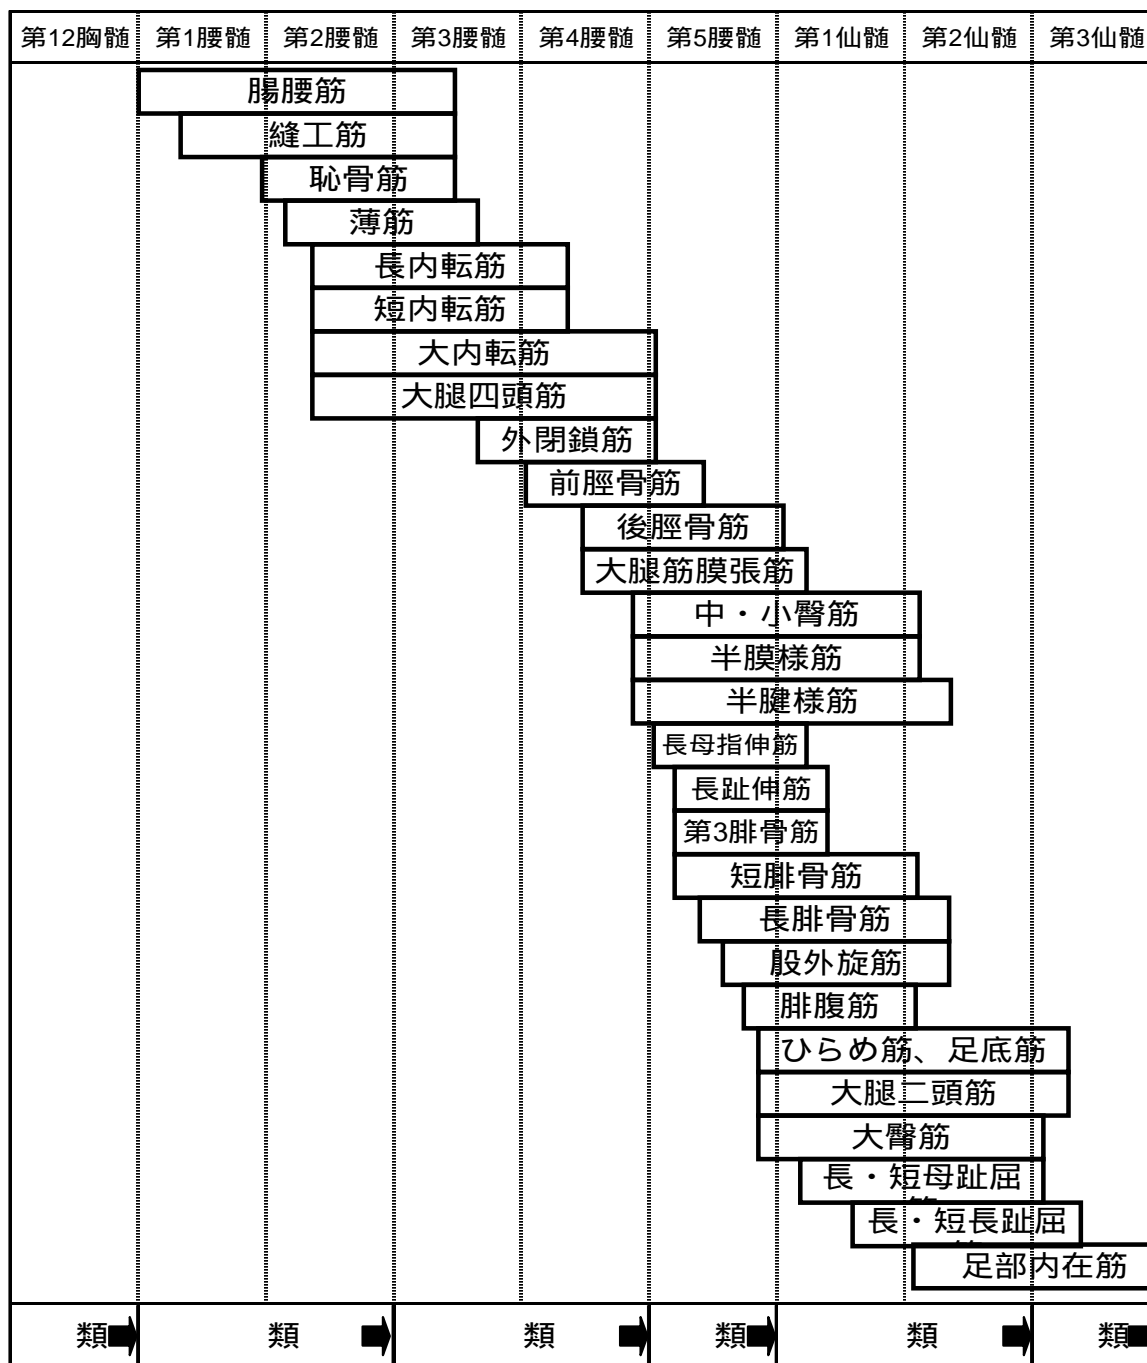 第12胸髄 第1腰髄 第2腰髄 第3腰髄 第4腰髄 第5腰髄 第1仙髄 第2仙髄 第3仙髄
腸腰筋
縫工筋
恥骨筋
薄筋
長内転筋
短内転筋
大内転筋
大腿四頭筋
外閉鎖筋
前脛骨筋
後脛骨筋
大腿筋膜張筋
中・小臀筋
半膜様筋
半腱様筋
長母指伸筋
長趾伸筋
第3腓骨筋
短腓骨筋
長腓骨筋
股外旋筋
腓腹筋
ひらめ筋、足底筋
大腿二頭筋
大臀筋
長・短母趾屈
長・短長趾屈
足部内在筋
類 類 類 類 類 類